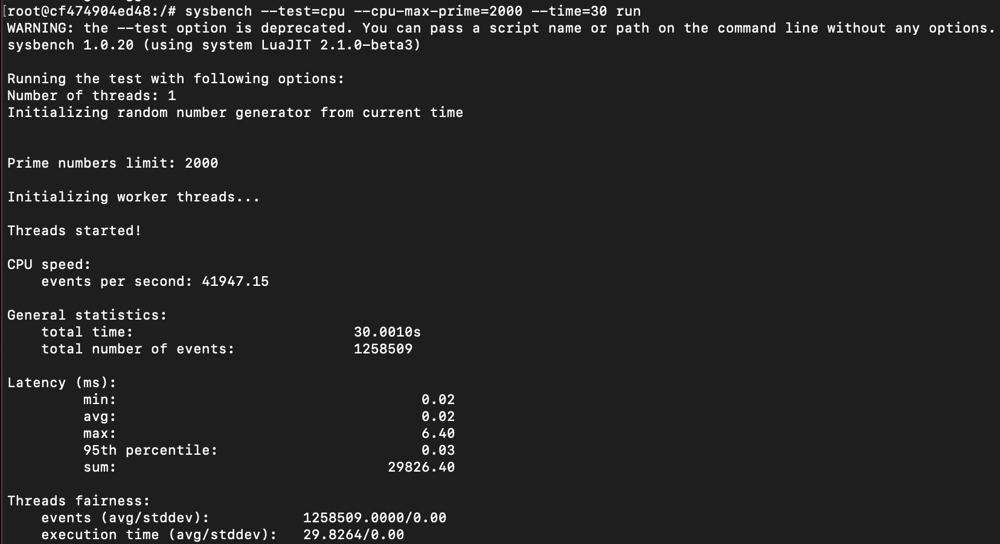 [root@cf474904ed48:/# sysbench --test=cpu --cpu-max-prime=2000 --time=30 run
WARNING: the --test option is deprecated. You can pass a script name or path on the command line without any options.
sysbench 1.0.20 (using system LuaJIT 2.1.0-beta3)
Running the test with following options:
Number of threads: 1
Initializing random number generator from current time
Prime numbers limit: 2000
Initializing worker threads...
Threads started!
CPU speed:
events per second: 41947.15
General statistics:
total time: 30.0010s
total number of events: 1258509
Latency (ms):
min: 0.02
avg: 0.02
max: 6.40
95th percentile: 0.03
sum: 29826.40
Threads fairness:
events (avg/stddev): 1258509.0000/0.00
execution time (avg/stddev): 29.8264/0.00